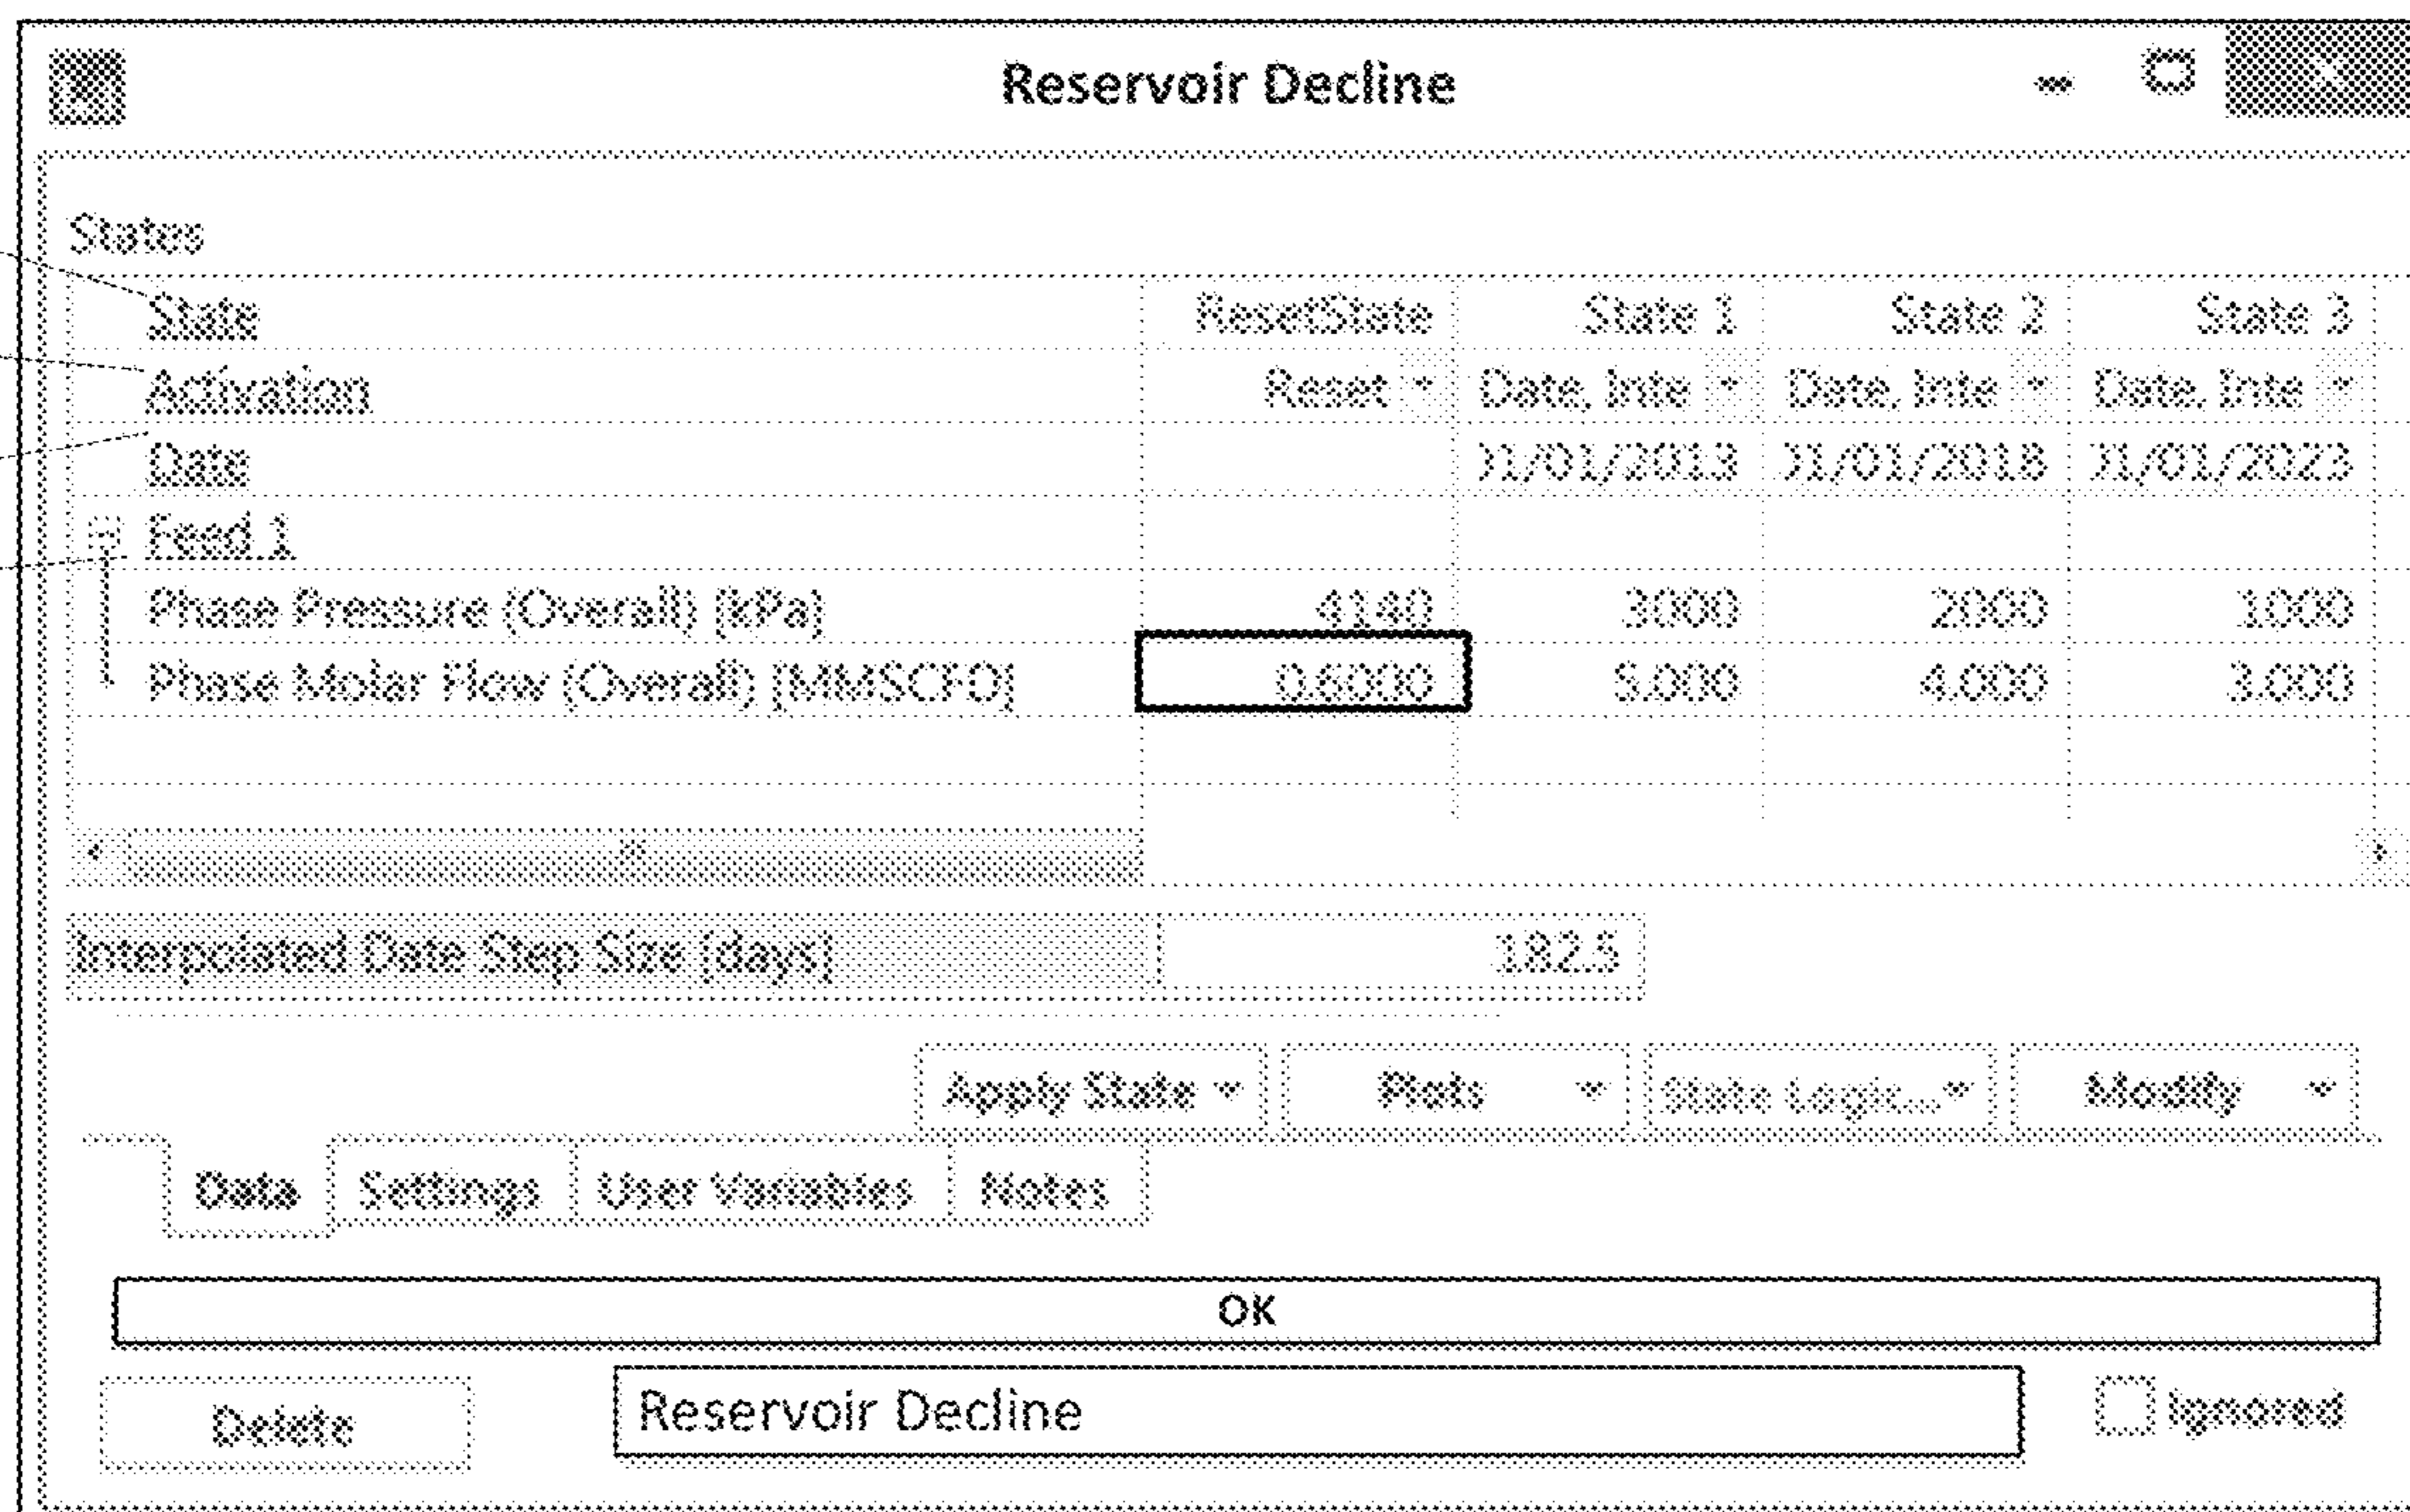 Reservoir Decline
States
State ResetState State 1 State 2 State 3
Activation Reset Date, Inte Date, Inte Date, Inte
Date 01/01/2013 01/01/2018 01/01/2023
Feed 1
Phase Pressure (Overall) [kPa] 4140 3000 2000 1000
Phase Molar Flow (Overall) [MMSCFD] 0.6000 5.000 4.000 3.000
Interpolated Date Step Size [days] 182.5
Apply State Plots State Logic... Modify
Data Settings User Variables Notes
OK
Delete Reservoir Decline Ignored